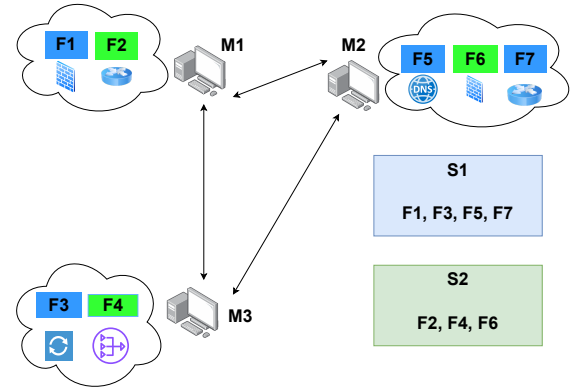 F1 F2 M1
M2 F5 F6 F7
DNS
S1
F1, F3, F5, F7
S2
F2, F4, F6
F3 F4 M3